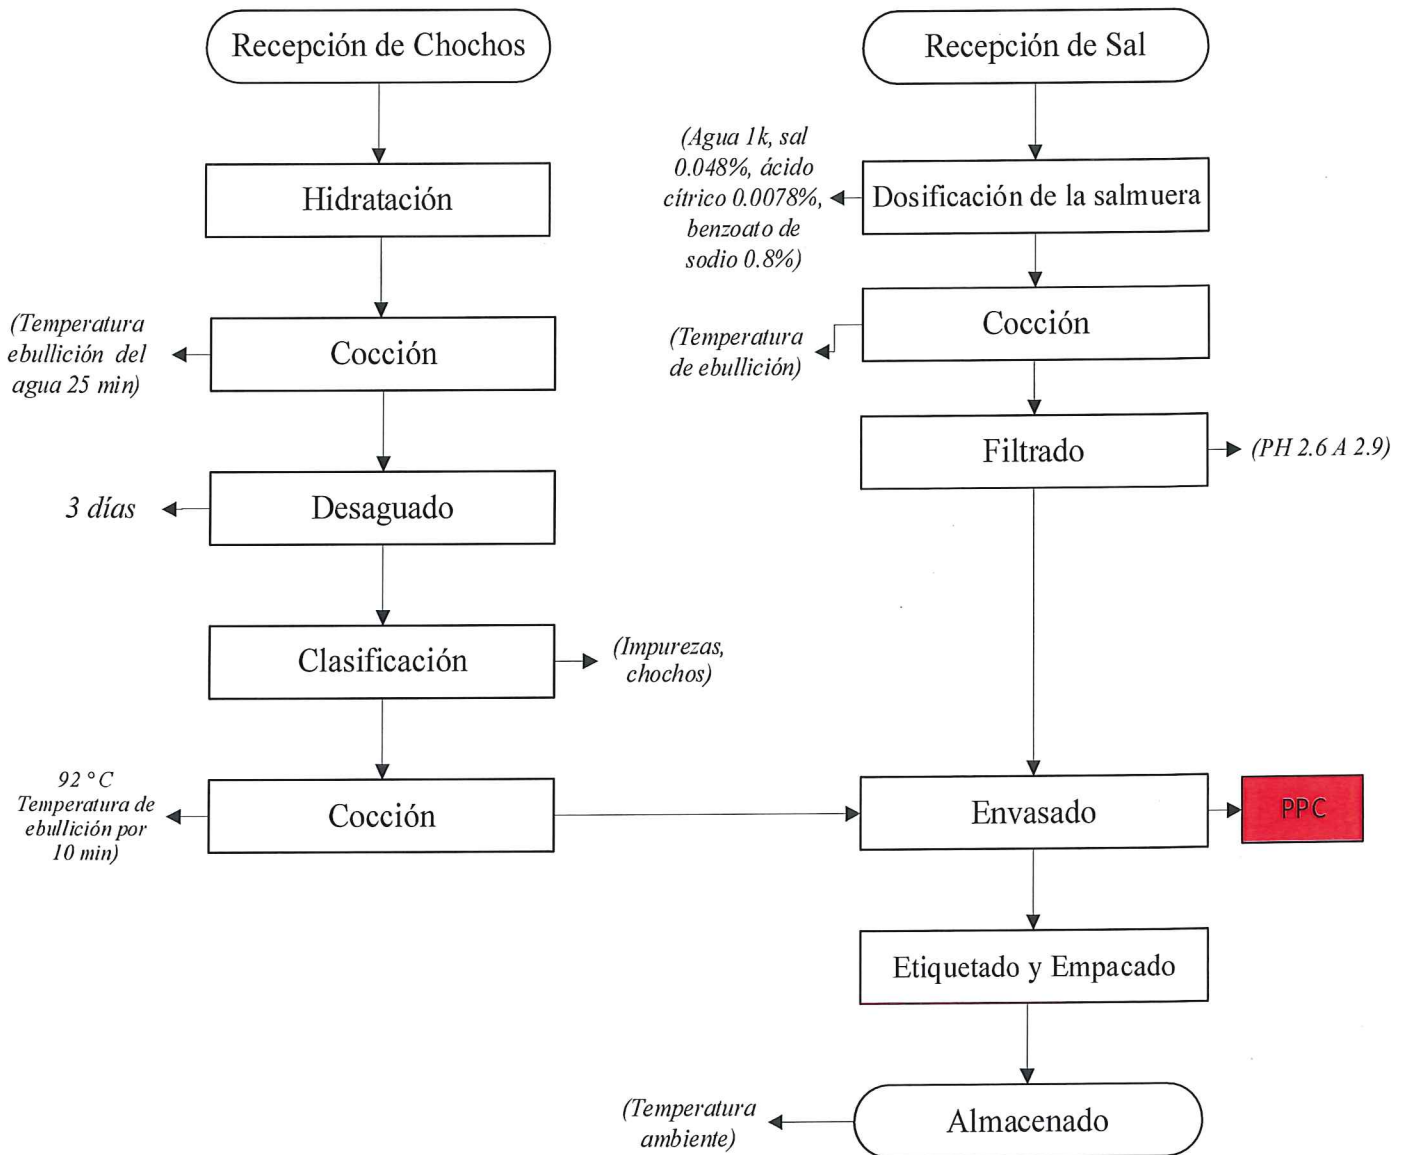 Recepción de Chochos
Hidratación
(Temperatura
ebullición del
agua 25 min)
Cocción
3 días
Desaguado
Clasificación
(Impurezas,
chochos)
92 ° C
Temperatura de
ebullición por
10 min)
Cocción
Recepción de Sal
(Agua 1k, sal
0.048%, ácido
cítrico 0.0078%,
benzoato de
sodio 0.8%)
Dosificación de la salmuera
(Temperatura
de ebullición)
Cocción
Filtrado
(PH 2.6 A 2.9)
Envasado
PPC
Etiquetado y Empacado
(Temperatura
ambiente)
Almacenado